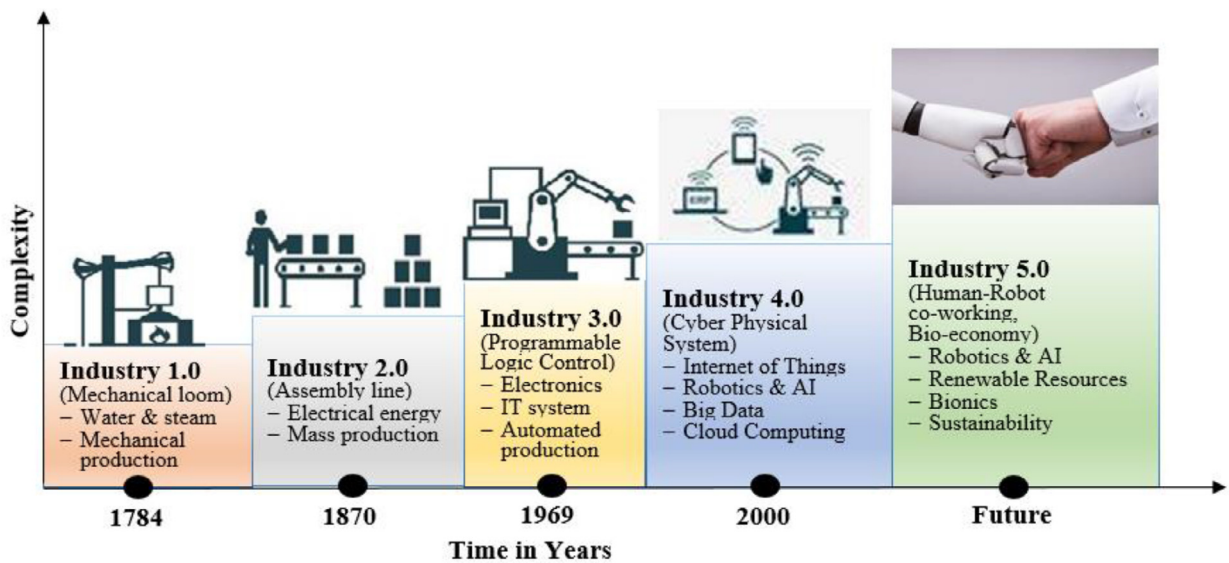 Complexity
ERP
Industry 1.0
(Mechanical loom)
– Water & steam
– Mechanical
production
Industry 2.0
(Assembly line)
– Electrical energy
– Mass production
Industry 3.0
(Programmable
Logic Control)
– Electronics
– IT system
– Automated
production
Industry 4.0
(Cyber Physical
System)
– Internet of Things
– Robotics & AI
– Big Data
– Cloud Computing
Industry 5.0
(Human-Robot
co-working,
Bio-economy)
– Robotics & AI
– Renewable Resources
– Bionics
– Sustainability
1784
1870
1969
2000
Future
Time in Years